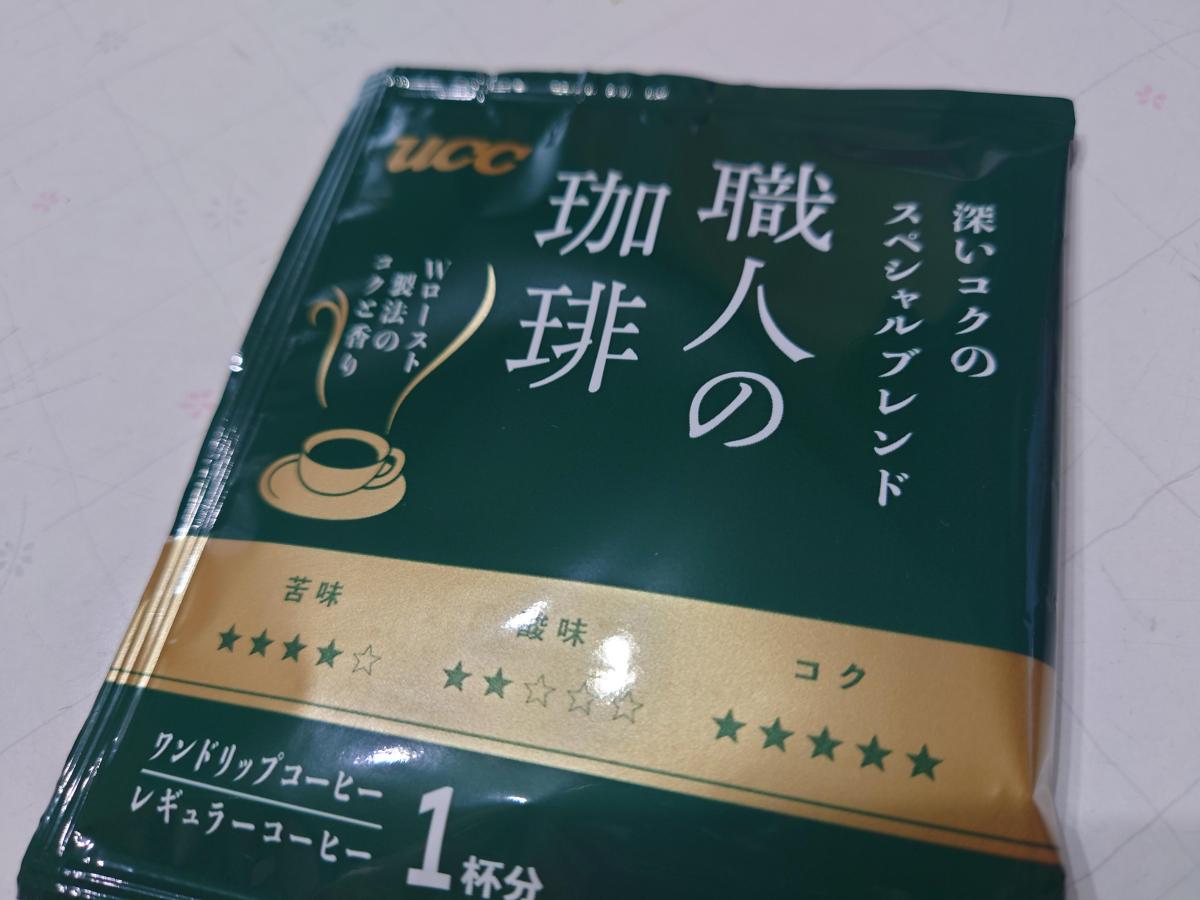 ucc
深いコクの
スペシャルブレンド
職人の
珈琲
Wロースト
製法の
コクと香り
苦味
★★★★☆
酸味
★★☆☆☆
コク
★★★★★
ワンドリップコーヒー
レギュラーコーヒー
1杯分